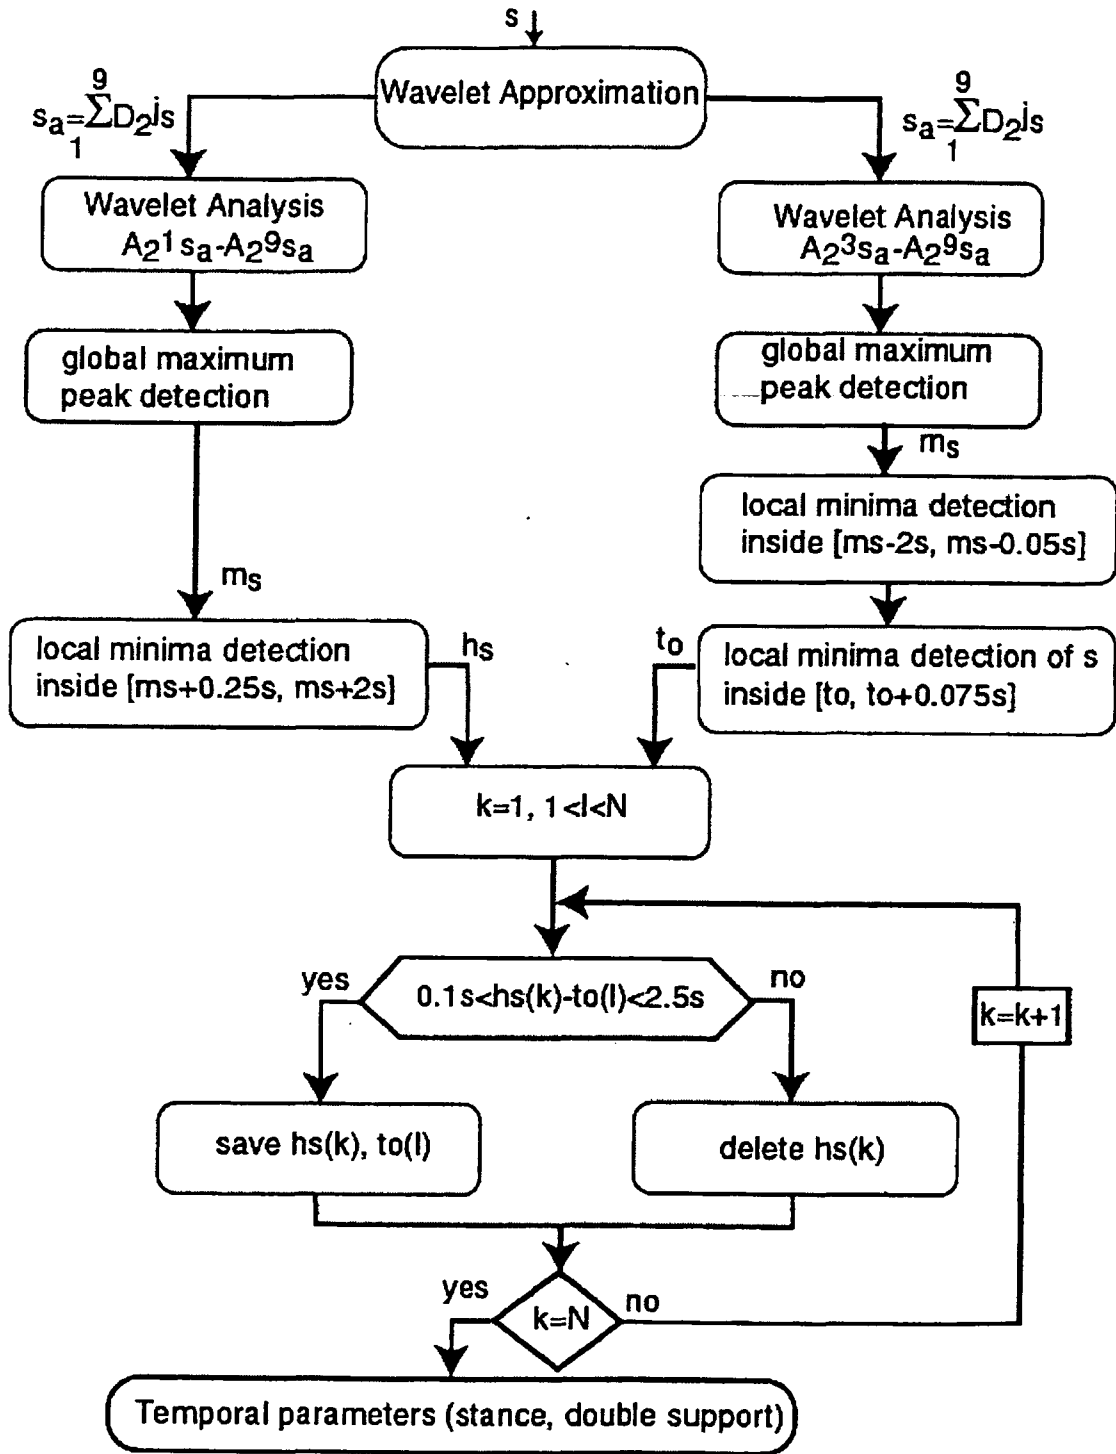 s
Wavelet Approximation
9
sa=ΣD2js
1
9
sa=ΣD2js
1
Wavelet Analysis
A21sa-A29sa
Wavelet Analysis
A23sa-A29sa
global maximum
peak detection
global maximum
peak detection
ms
local minima detection
inside [ms-2s, ms-0.05s]
ms
local minima detection
inside [ms+0.25s, ms+2s]
hs
to
local minima detection of s
inside [to, to+0.075s]
k=1, 1<l<N
yes
0.1s<hs(k)-to(l)<2.5s
no
k=k+1
save hs(k), to(l)
delete hs(k)
yes
k=N
no
Temporal parameters (stance, double support)